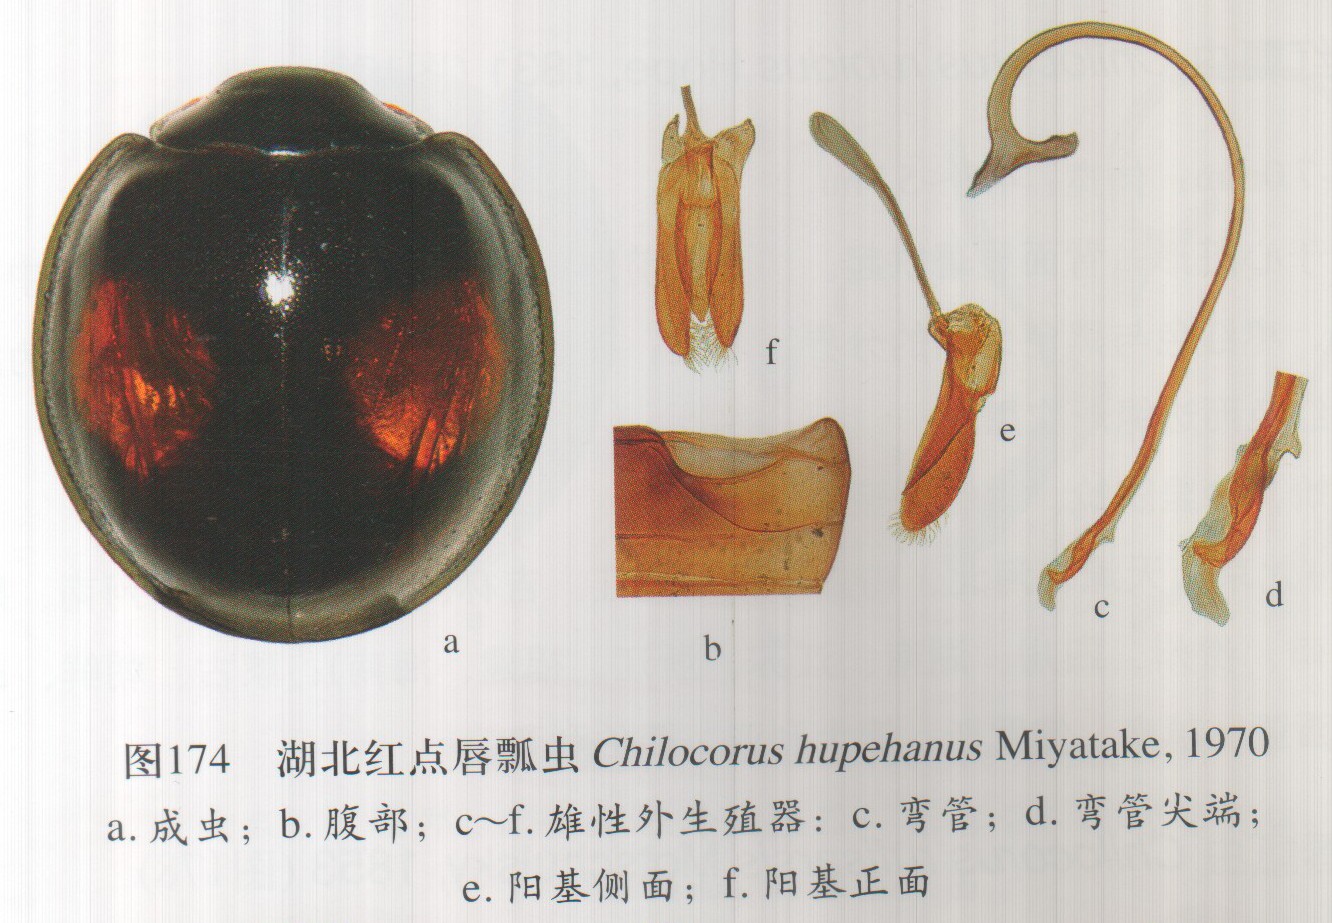 f
e
a
b
c
d
图174 湖北红点唇瓢虫 Chilocorus hupehanus Miyatake, 1970
a. 成虫； b. 腹部； c～f. 雄性外生殖器： c. 弯管； d. 弯管尖端；
e. 阳基侧面； f. 阳基正面